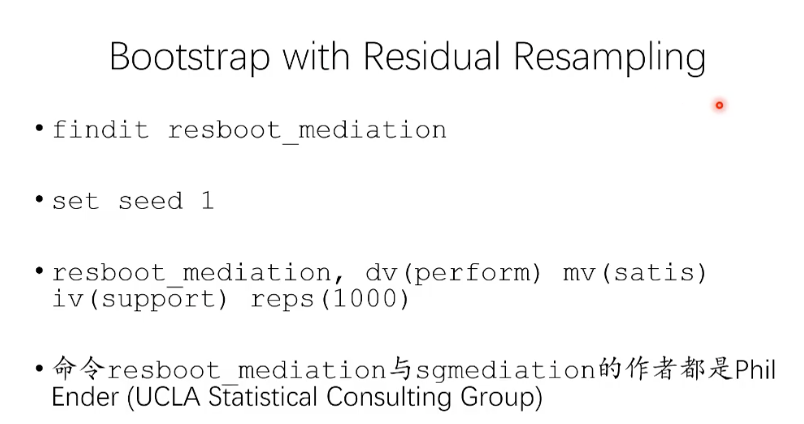 Bootstrap with Residual Resampling
• findit resboot_mediation
• set seed 1
• resboot_mediation, dv(perform) mv(satis)
iv(support) reps(1000)
• 命令resboot_mediation与sgmediation的作者都是Phil
Ender (UCLA Statistical Consulting Group)